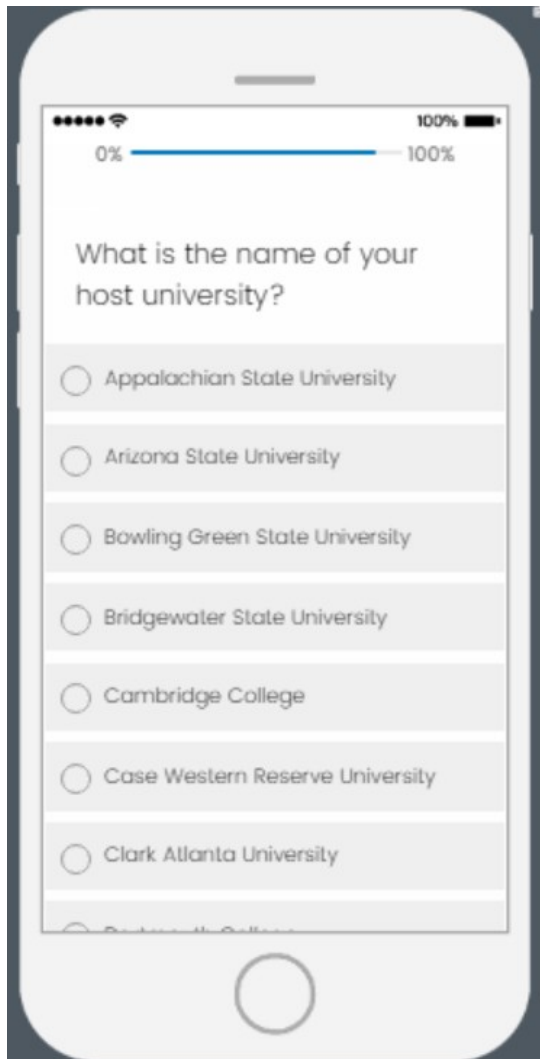 100%
0% 100%
What is the name of your
host university?
Appalachian State University
Arizona State University
Bowling Green State University
Bridgewater State University
Cambridge College
Case Western Reserve University
Clark Atlanta University